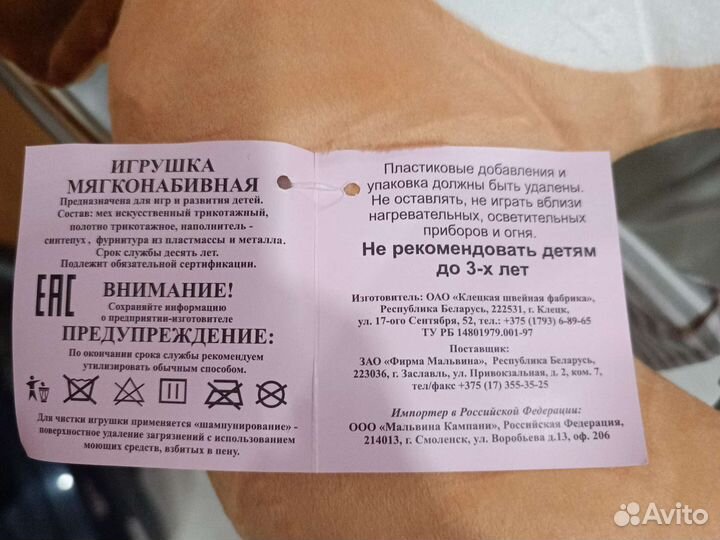 ИГРУШКА
МЯГКОНАБИВНАЯ
Предназначена для игр и развития детей.
Состав: мех искусственный трикотажный,
полотно трикотажное, наполнитель -
синтепух , фурнитура из пластмассы и металла.
Срок службы десять лет.
Подлежит обязательной сертификации.
ЕАС
ВНИМАНИЕ!
Сохраняйте информацию
о предприятии-изготовителе
ПРЕДУПРЕЖДЕНИЕ:
По окончании срока службы рекомендуем
утилизировать обычным способом.
Для чистки игрушки применяется «шампунирование» -
поверхностное удаление загрязнений с использованием
моющих средств, взбитых в пену.
Пластиковые добавления и
упаковка должны быть удалены.
Не оставлять, не играть вблизи
нагревательных, осветительных
приборов и огня.
Не рекомендовать детям
до 3-х лет
Изготовитель: ОАО «Клецкая швейная фабрика»,
Республика Беларусь, 222531, г. Клецк,
ул. 17-ого Сентября, 52, тел.: +375 (1793) 6-89-65
ТУ РБ 14801979.001-97
Поставщик:
ЗАО «Фирма Мальвина», Республика Беларусь,
223036, г. Заславль, ул. Привокзальная, д. 2, ком. 7,
тел/факс +375 (17) 355-35-25
Импортер в Российской Федерации:
ООО «Мальвина Кампани», Российская Федерация,
214013, г. Смоленск, ул. Воробьева д.13, оф. 206
Avito